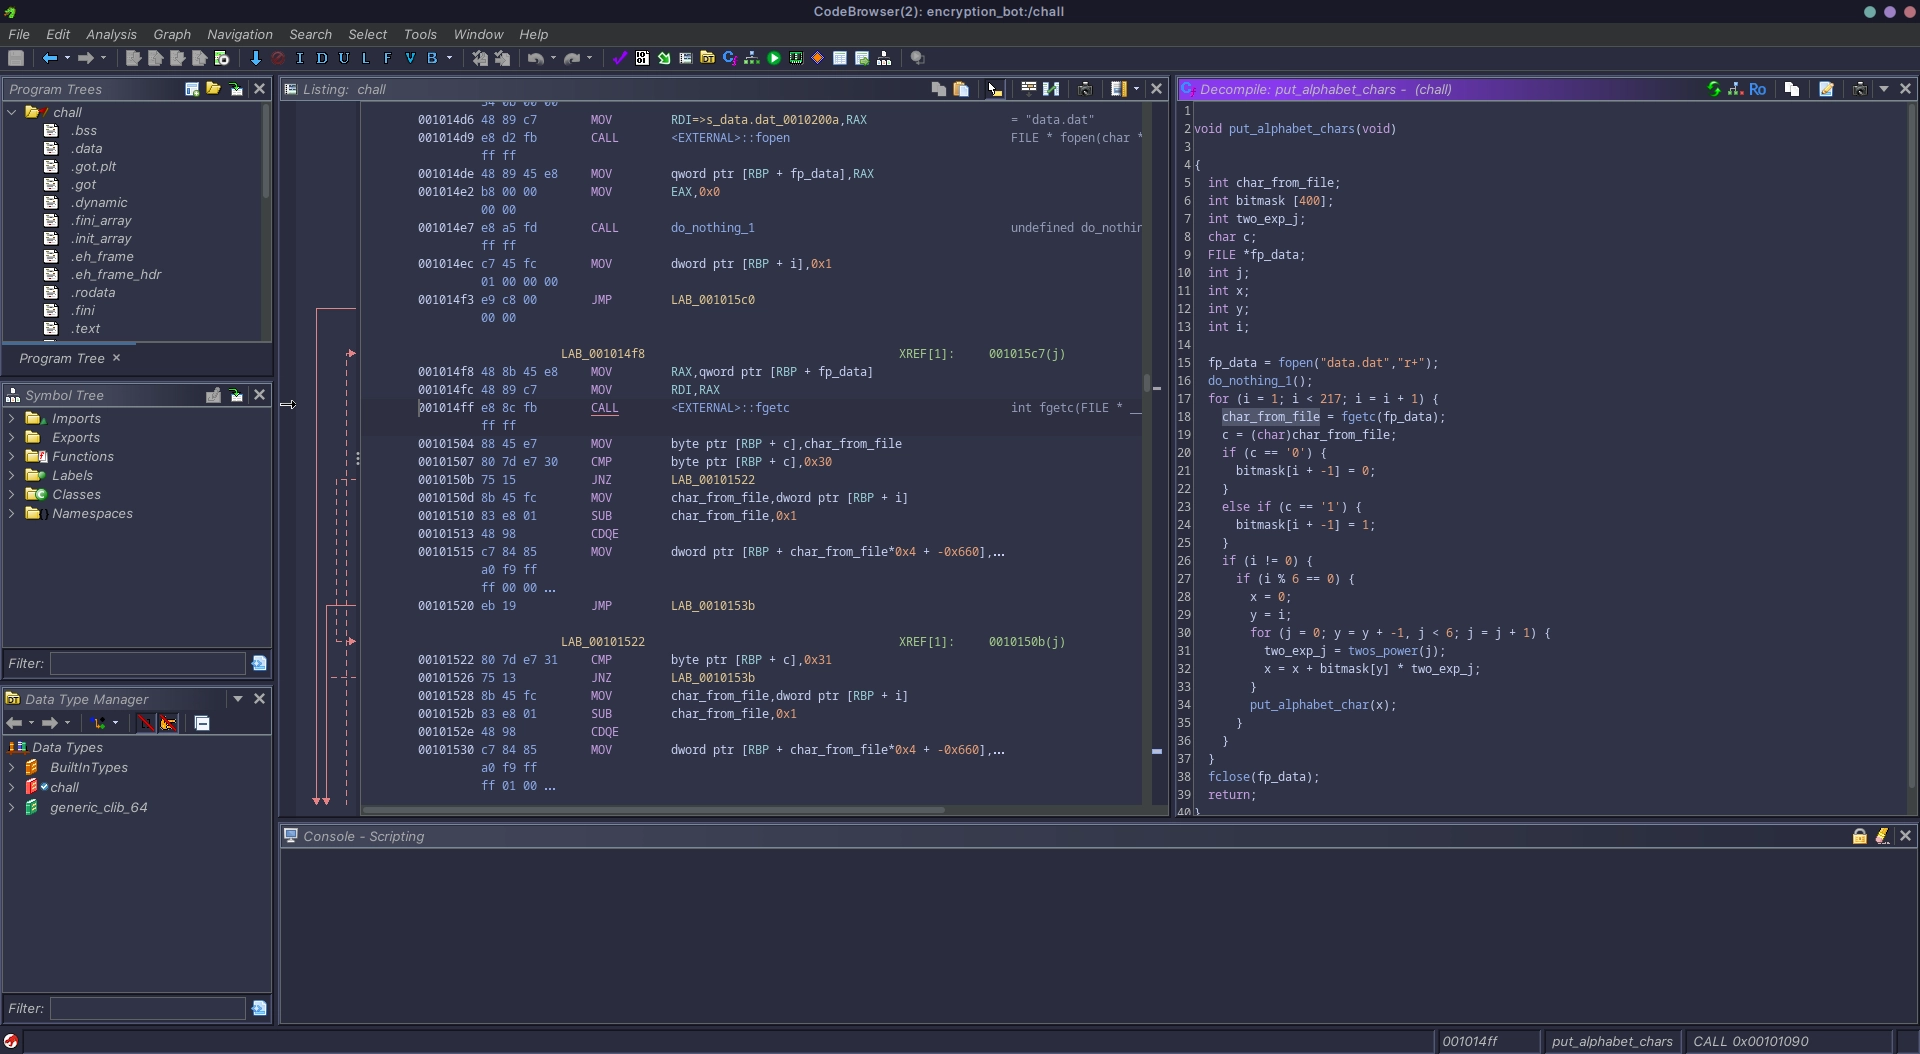 CodeBrowser(2): encryption_bot:/chall
File Edit Analysis Graph Navigation Search Select Tools Window Help
I D U L F V B
Program Trees
chall
.bss
.data
.got.plt
.got
.dynamic
.fini_array
.init_array
.eh_frame
.eh_frame_hdr
.rodata
.fini
.text
Program Tree ×
Symbol Tree
Imports
Exports
Functions
Labels
Classes
Namespaces
Filter:
Data Type Manager
Data Types
BuiltInTypes
chall
generic_clib_64
Filter:
Listing: chall
34 0b 00 00
001014d6 48 89 c7 MOV RDI=>s_data.dat_0010200a,RAX = "data.dat"
001014d9 e8 d2 fb CALL <EXTERNAL>::fopen FILE * fopen(char *
ff ff
001014de 48 89 45 e8 MOV qword ptr [RBP + fp_data],RAX
001014e2 b8 00 00 MOV EAX,0x0
00 00
001014e7 e8 a5 fd CALL do_nothing_1 undefined do_nothin
ff ff
001014ec c7 45 fc MOV dword ptr [RBP + i],0x1
01 00 00 00
001014f3 e9 c8 00 JMP LAB_001015c0
00 00
LAB_001014f8 XREF[1]: 001015c7(j)
001014f8 48 8b 45 e8 MOV RAX,qword ptr [RBP + fp_data]
001014fc 48 89 c7 MOV RDI,RAX
001014ff e8 8c fb CALL <EXTERNAL>::fgetc int fgetc(FILE * __
ff ff
00101504 88 45 e7 MOV byte ptr [RBP + c],char_from_file
00101507 80 7d e7 30 CMP byte ptr [RBP + c],0x30
0010150b 75 15 JNZ LAB_00101522
0010150d 8b 45 fc MOV char_from_file,dword ptr [RBP + i]
00101510 83 e8 01 SUB char_from_file,0x1
00101513 48 98 CDQE
00101515 c7 84 85 MOV dword ptr [RBP + char_from_file*0x4 + -0x660],...
a0 f9 ff
ff 00 00 ...
00101520 eb 19 JMP LAB_0010153b
LAB_00101522 XREF[1]: 0010150b(j)
00101522 80 7d e7 31 CMP byte ptr [RBP + c],0x31
00101526 75 13 JNZ LAB_0010153b
00101528 8b 45 fc MOV char_from_file,dword ptr [RBP + i]
0010152b 83 e8 01 SUB char_from_file,0x1
0010152e 48 98 CDQE
00101530 c7 84 85 MOV dword ptr [RBP + char_from_file*0x4 + -0x660],...
a0 f9 ff
ff 01 00 ...
Decompile: put_alphabet_chars - (chall)
1
2 void put_alphabet_chars(void)
3
4 {
5 int char_from_file;
6 int bitmask [400];
7 int two_exp_j;
8 char c;
9 FILE *fp_data;
10 int j;
11 int x;
12 int y;
13 int i;
14
15 fp_data = fopen("data.dat","r+");
16 do_nothing_1();
17 for (i = 1; i < 217; i = i + 1) {
18 char_from_file = fgetc(fp_data);
19 c = (char)char_from_file;
20 if (c == '0') {
21 bitmask[i + -1] = 0;
22 }
23 else if (c == '1') {
24 bitmask[i + -1] = 1;
25 }
26 if (i != 0) {
27 if (i % 6 == 0) {
28 x = 0;
29 y = i;
30 for (j = 0; y = y + -1, j < 6; j = j + 1) {
31 two_exp_j = twos_power(j);
32 x = x + bitmask[y] * two_exp_j;
33 }
34 put_alphabet_char(x);
35 }
36 }
37 }
38 fclose(fp_data);
39 return;
40 }
Console - Scripting
001014ff put_alphabet_chars CALL 0x00101090